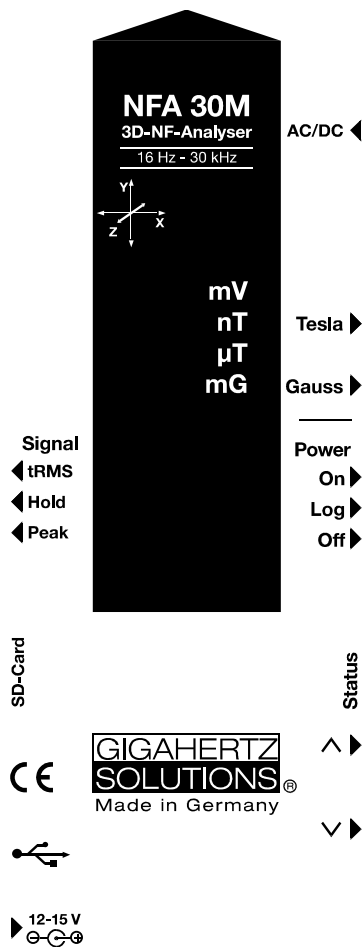 NFA 30M
3D-NF-Analyser
16 Hz - 30 kHz
AC/DC
Y
Z X
mV
nT
µT
mG
Tesla
Gauss
Signal
tRMS
Hold
Peak
Power
On
Log
Off
SD-Card
Status
GIGAHERTZ
SOLUTIONS ®
Made in Germany
CE
12-15 V